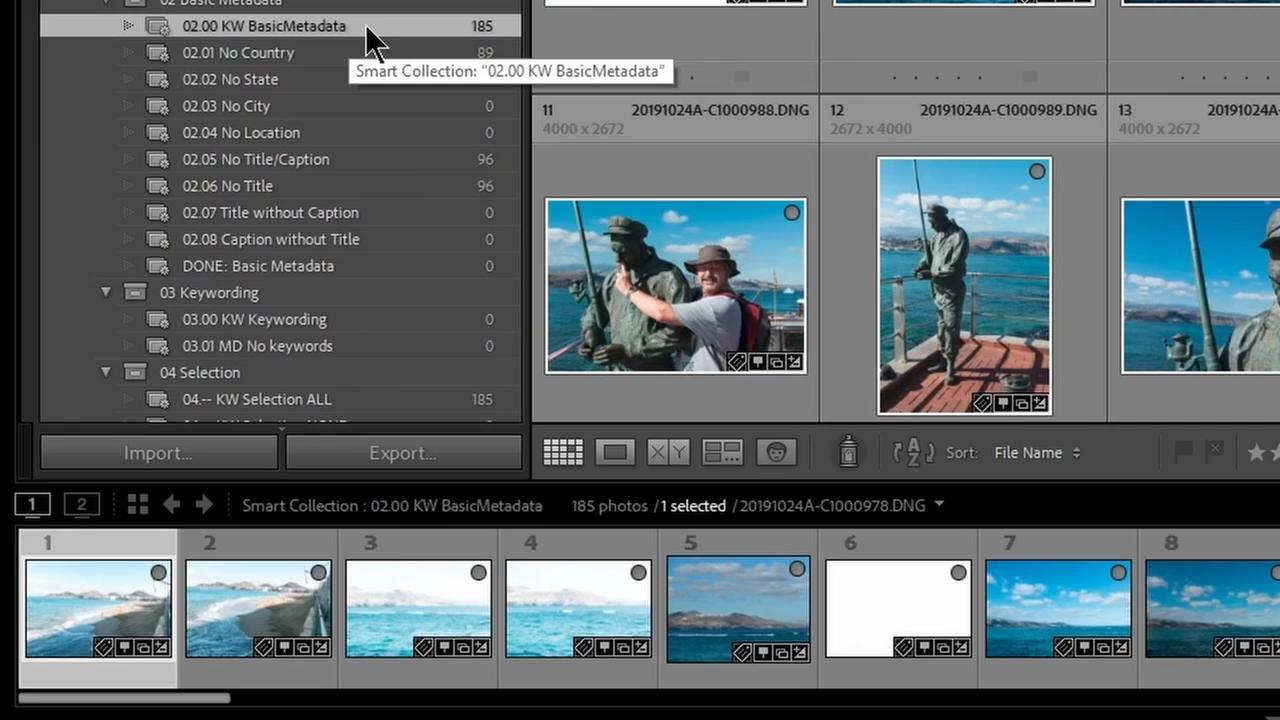 02 Basic Metadata
02.00 KW BasicMetadata 185
02.01 No Country 89
Smart Collection: "02.00 KW BasicMetadata"
02.02 No State
02.03 No City 0
02.04 No Location 0
02.05 No Title/Caption 96
02.06 No Title 96
02.07 Title without Caption 0
02.08 Caption without Title 0
DONE: Basic Metadata 0
03 Keywording
03.00 KW Keywording 0
03.01 MD No keywords 0
04 Selection
04.-- KW Selection ALL 185
Import... Export...
11 20191024A-C1000988.DNG
4000 x 2672
12 20191024A-C1000989.DNG
2672 x 4000
13 20191024A
4000 x 2672
XY
A
Z
Sort: File Name
1 2 Smart Collection : 02.00 KW BasicMetadata 185 photos / 1 selected / 20191024A-C1000978.DNG
1 2 3 4 5 6 7 8